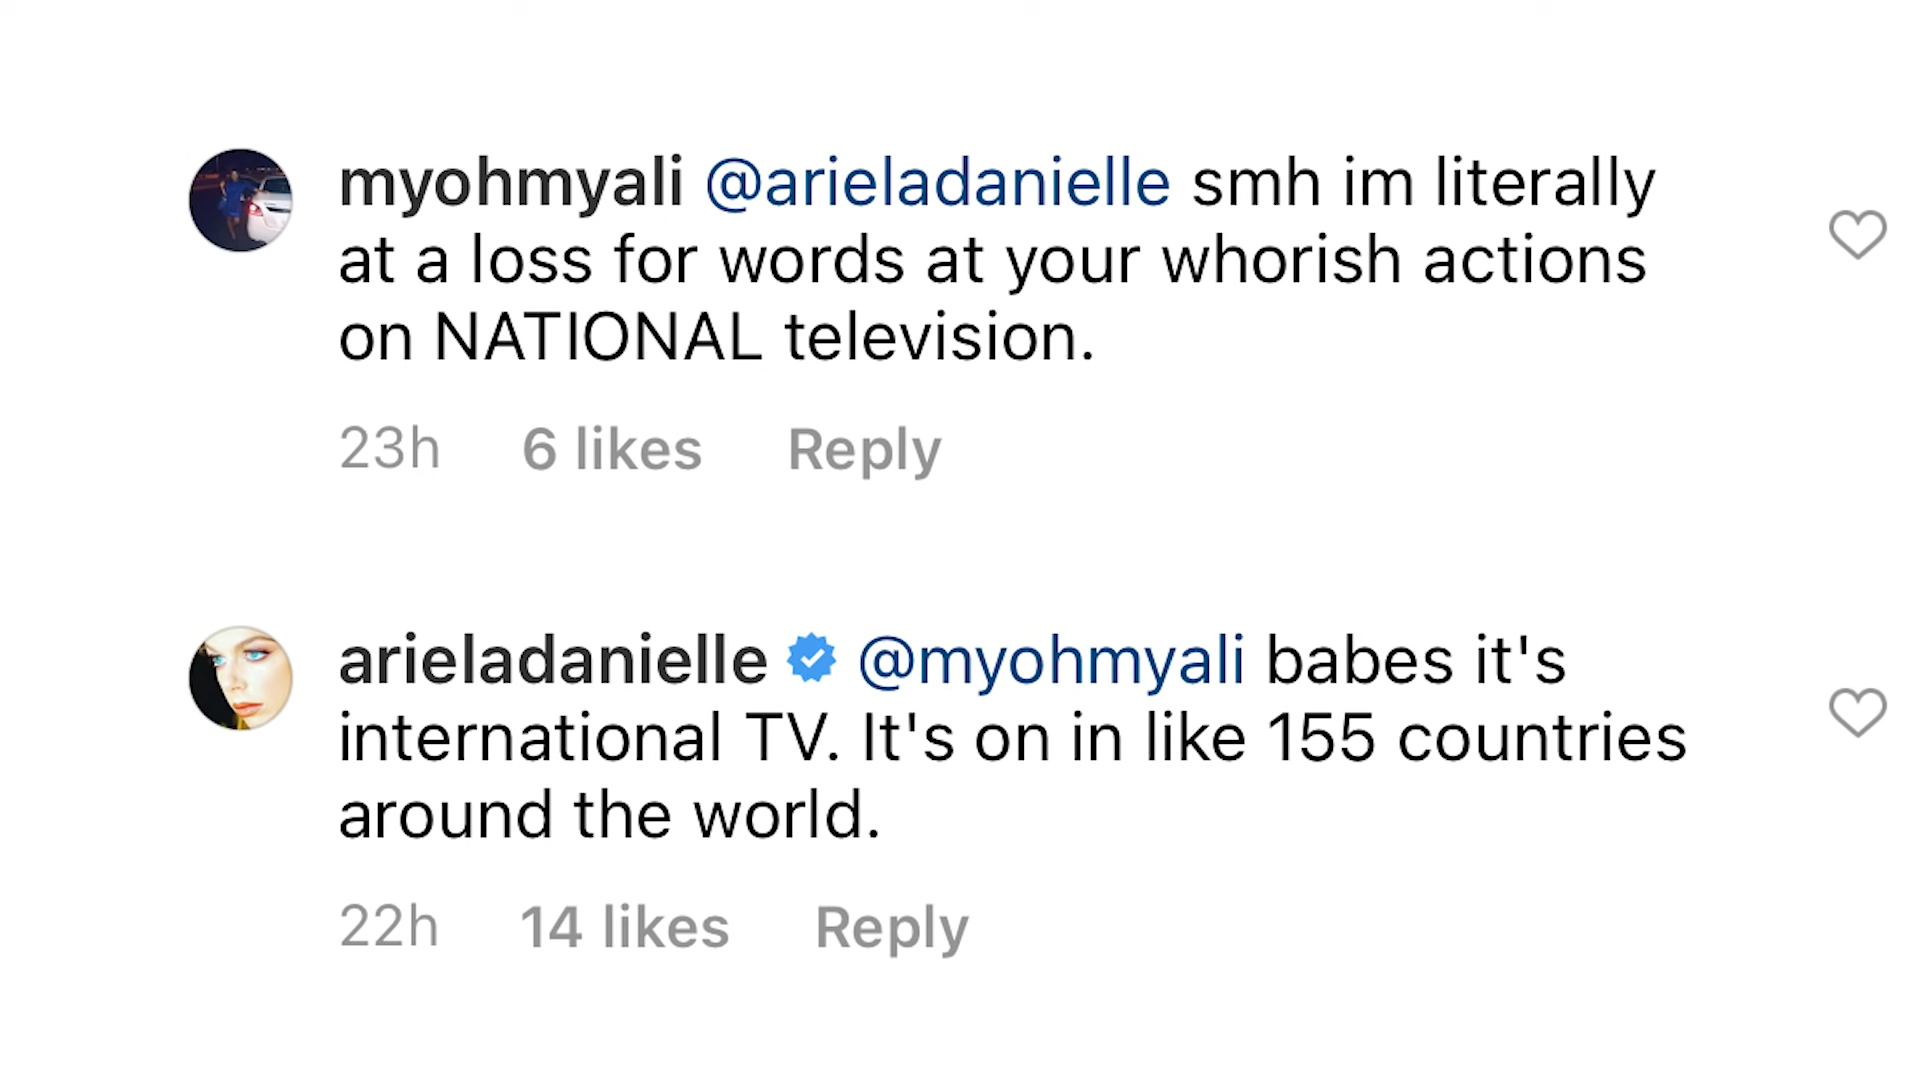 myohmyali @arieladanielle smh im literally
at a loss for words at your whorish actions
on NATIONAL television.
23h 6 likes Reply
arieladanielle @myohmyali babes it's
international TV. It's on in like 155 countries
around the world.
22h 14 likes Reply